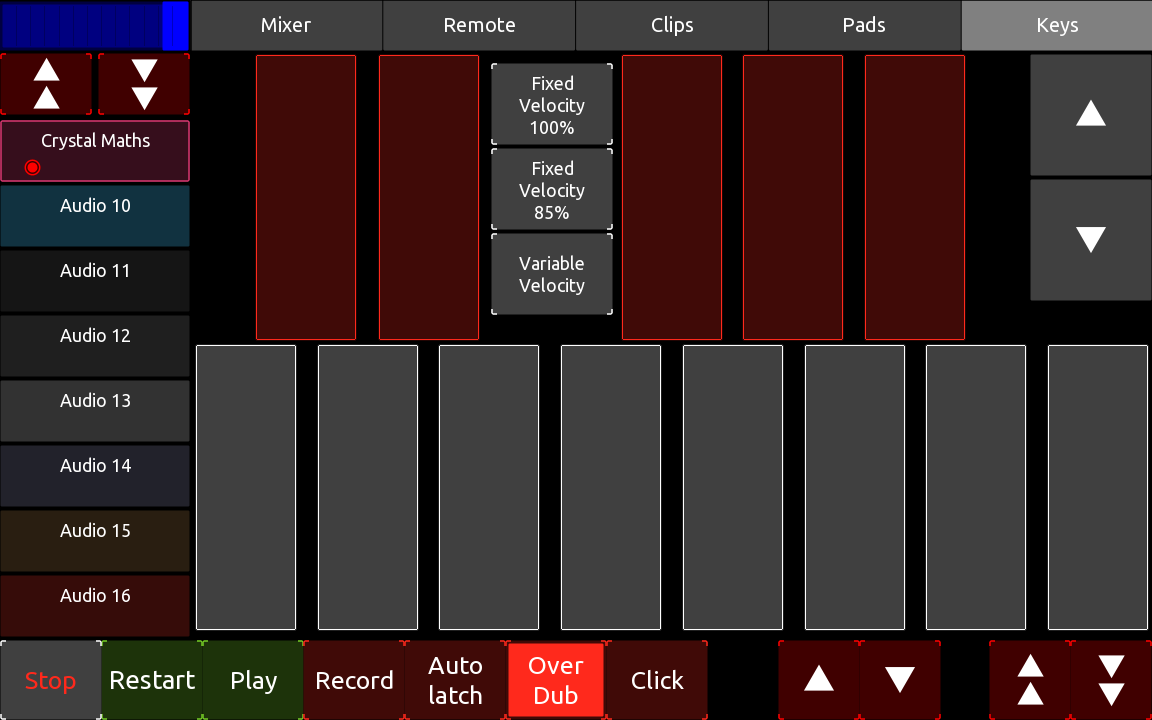 Mixer
Remote
Clips
Pads
Keys
Crystal Maths
Audio 10
Audio 11
Audio 12
Audio 13
Audio 14
Audio 15
Audio 16
Fixed
Velocity
100%
Fixed
Velocity
85%
Variable
Velocity
Stop
Restart
Play
Record
Auto
latch
Over
Dub
Click